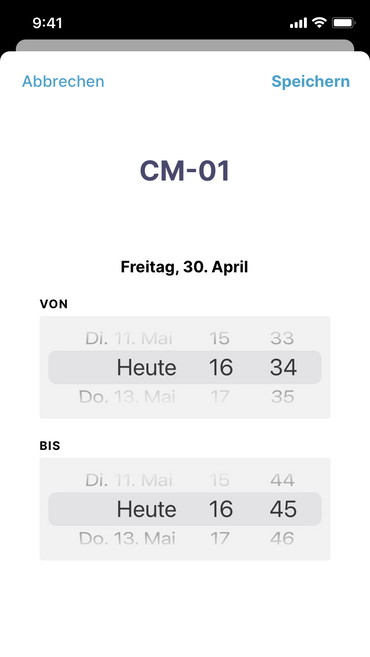 9:41
Abbrechen Speichern
CM-01
Freitag, 30. April
VON
Di. 11. Mai 15 33
Heute 16 34
Do. 13. Mai 17 35
BIS
Di. 11. Mai 15 44
Heute 16 45
Do. 13. Mai 17 46